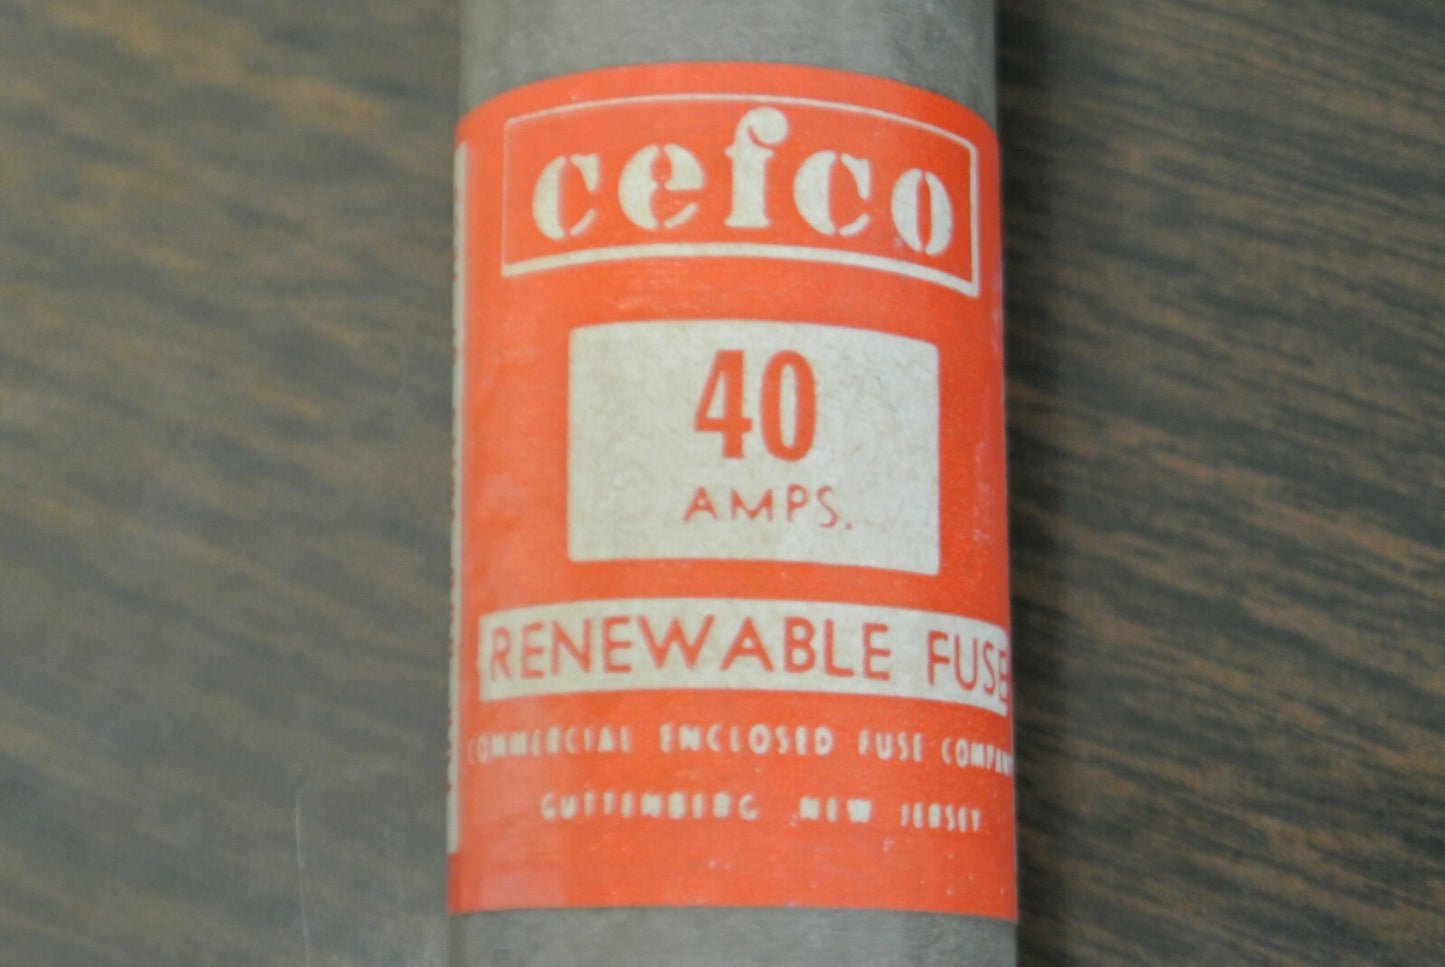 cefco
40
AMPS.
RENEWABLE FUSE
COMMERCIAL ENCLOSED FUSE COMPANY
GUTTENBERG NEW JERSEY